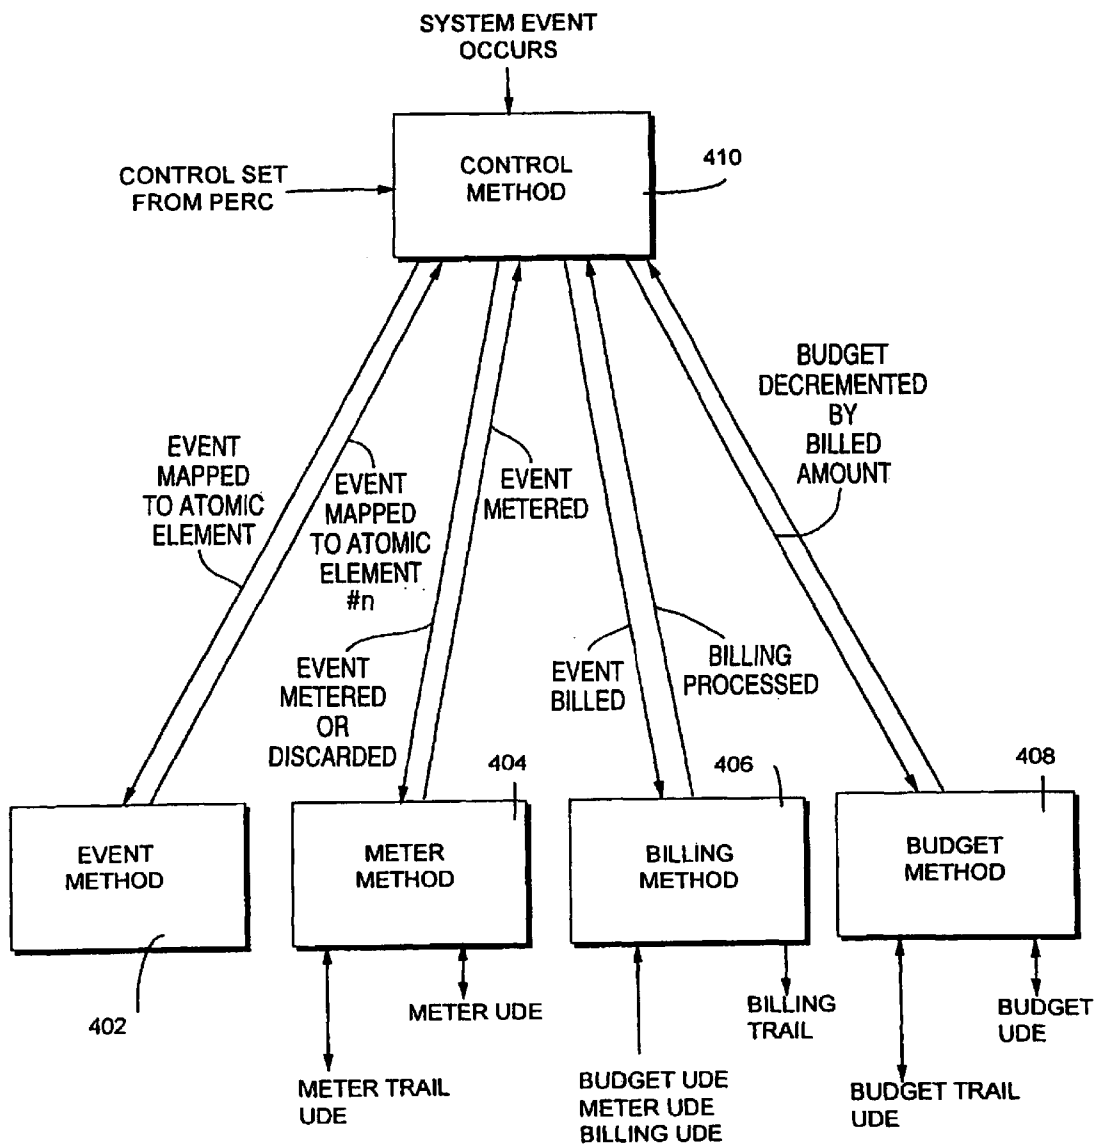 SYSTEM EVENT
OCCURS
CONTROL
METHOD
410
CONTROL SET
FROM PERC
BUDGET
DECREMENTED
BY
BILLED
AMOUNT
EVENT
MAPPED
TO ATOMIC
ELEMENT
EVENT
MAPPED
TO ATOMIC
ELEMENT
#n
EVENT
METERED
EVENT
METERED
OR
DISCARDED
EVENT
BILLED
BILLING
PROCESSED
404
406
408
EVENT
METHOD
METER
METHOD
BILLING
METHOD
BUDGET
METHOD
402
METER UDE
METER TRAIL
UDE
BILLING
TRAIL
BUDGET UDE
METER UDE
BILLING UDE
BUDGET
UDE
BUDGET TRAIL
UDE